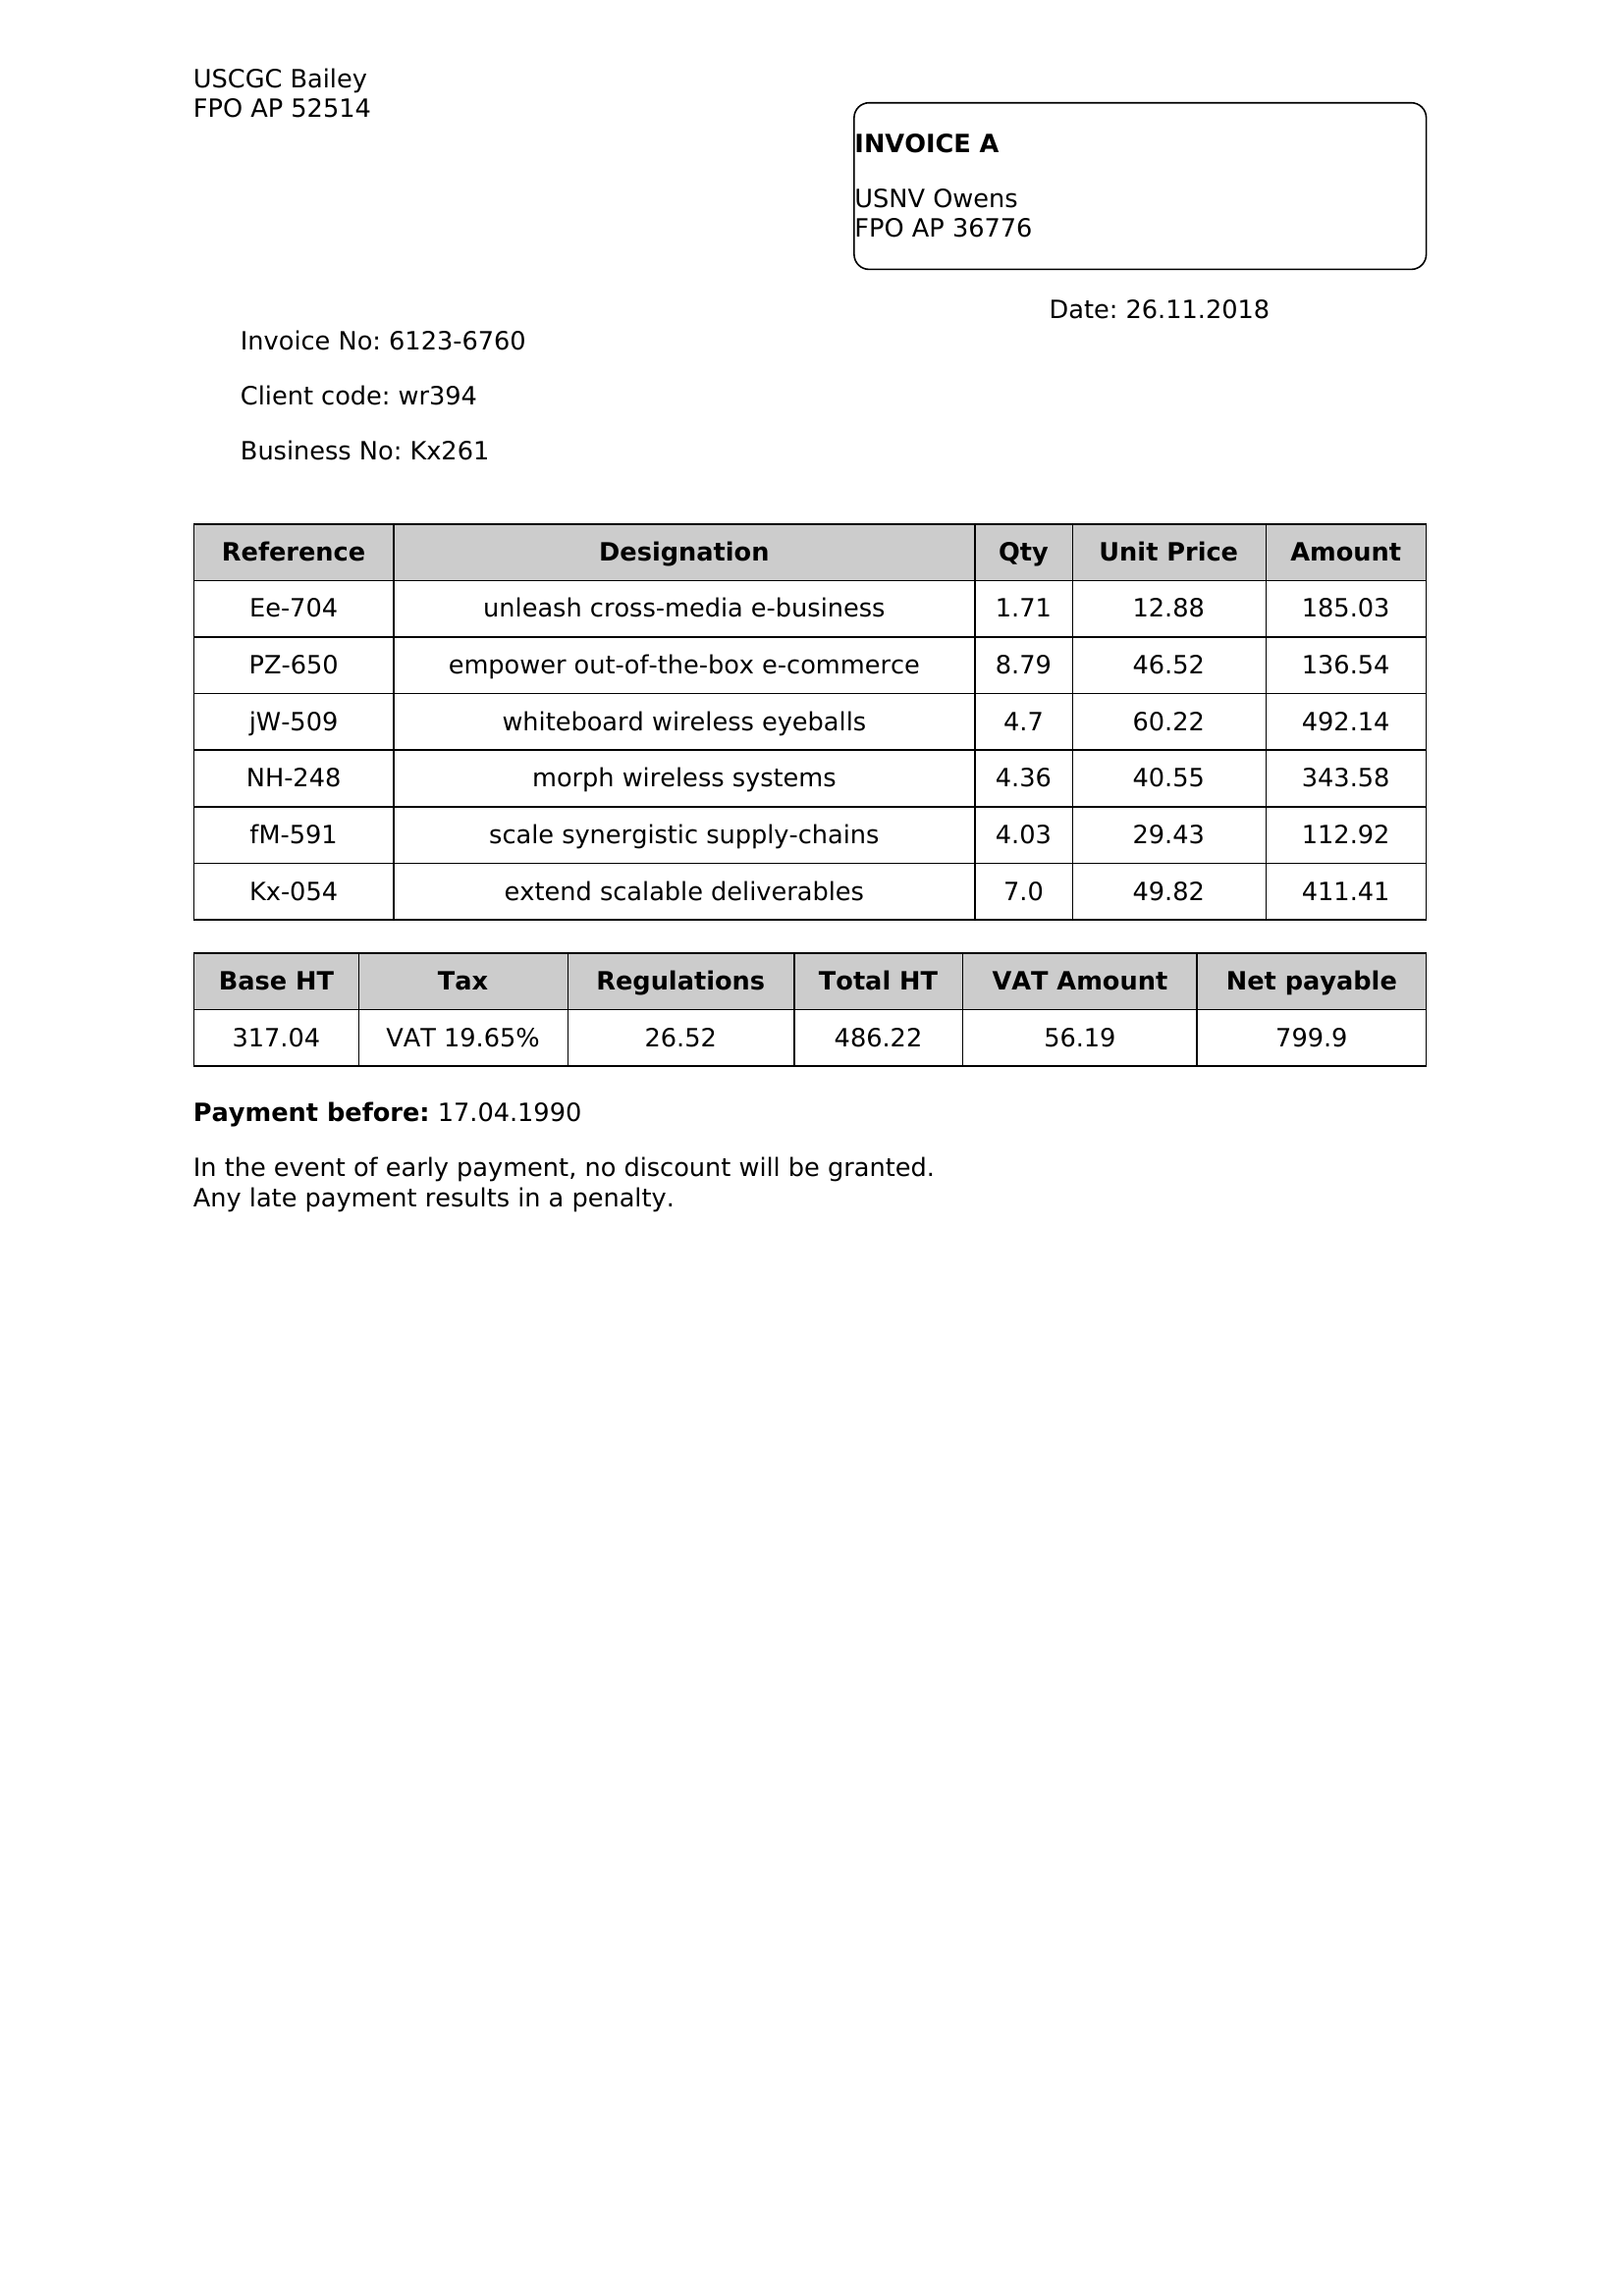 USCGC Bailey
FPO AP 52514
INVOICE A
USNV Owens
FPO AP 36776
Date: 26.11.2018
Invoice No: 6123-6760
Client code: wr394
Business No: Kx261
Reference Designation Qty Unit Price Amount
Ee-704 unleash cross-media e-business 1.71 12.88 185.03
PZ-650 empower out-of-the-box e-commerce 8.79 46.52 136.54
jW-509 whiteboard wireless eyeballs 4.7 60.22 492.14
NH-248 morph wireless systems 4.36 40.55 343.58
fM-591 scale synergistic supply-chains 4.03 29.43 112.92
Kx-054 extend scalable deliverables 7.0 49.82 411.41
Base HT Tax Regulations Total HT VAT Amount Net payable
317.04 VAT 19.65% 26.52 486.22 56.19 799.9
Payment before: 17.04.1990
In the event of early payment, no discount will be granted.
Any late payment results in a penalty.